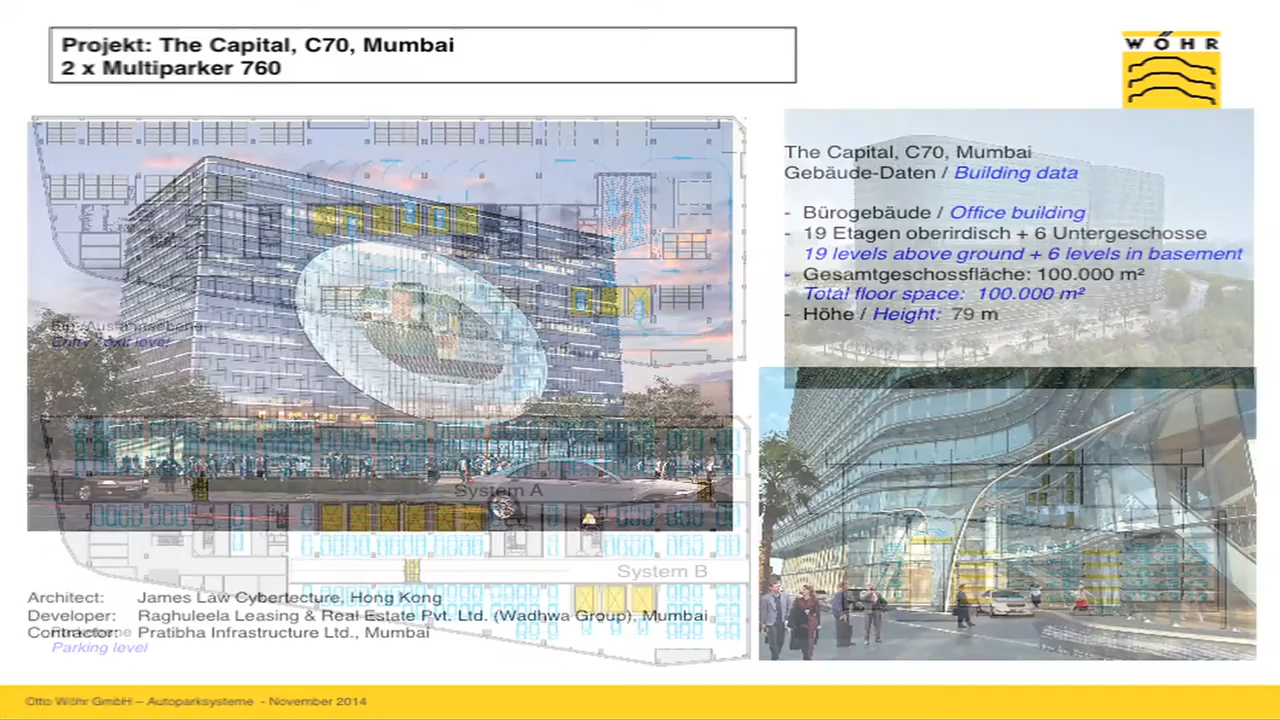 Projekt: The Capital, C70, Mumbai
2 x Multiparker 760
WÖHR
The Capital, C70, Mumbai
Gebäude-Daten / Building data
- Bürogebäude / Office building
- 19 Etagen oberirdisch + 6 Untergeschosse
19 levels above ground + 6 levels in basement
- Gesamtgeschossfläche: 100.000 m²
Total floor space: 100.000 m²
- Höhe / Height: 79 m
Entry / exit level
System A
System B
Architect: James Law Cybertecture, Hong Kong
Developer: Raghuleela Leasing & Real Estate Pvt. Ltd. (Wadhwa Group), Mumbai
Contractor: Pratibha Infrastructure Ltd., Mumbai
Parking level
Otto Wöhr GmbH – Autoparksysteme - November 2014